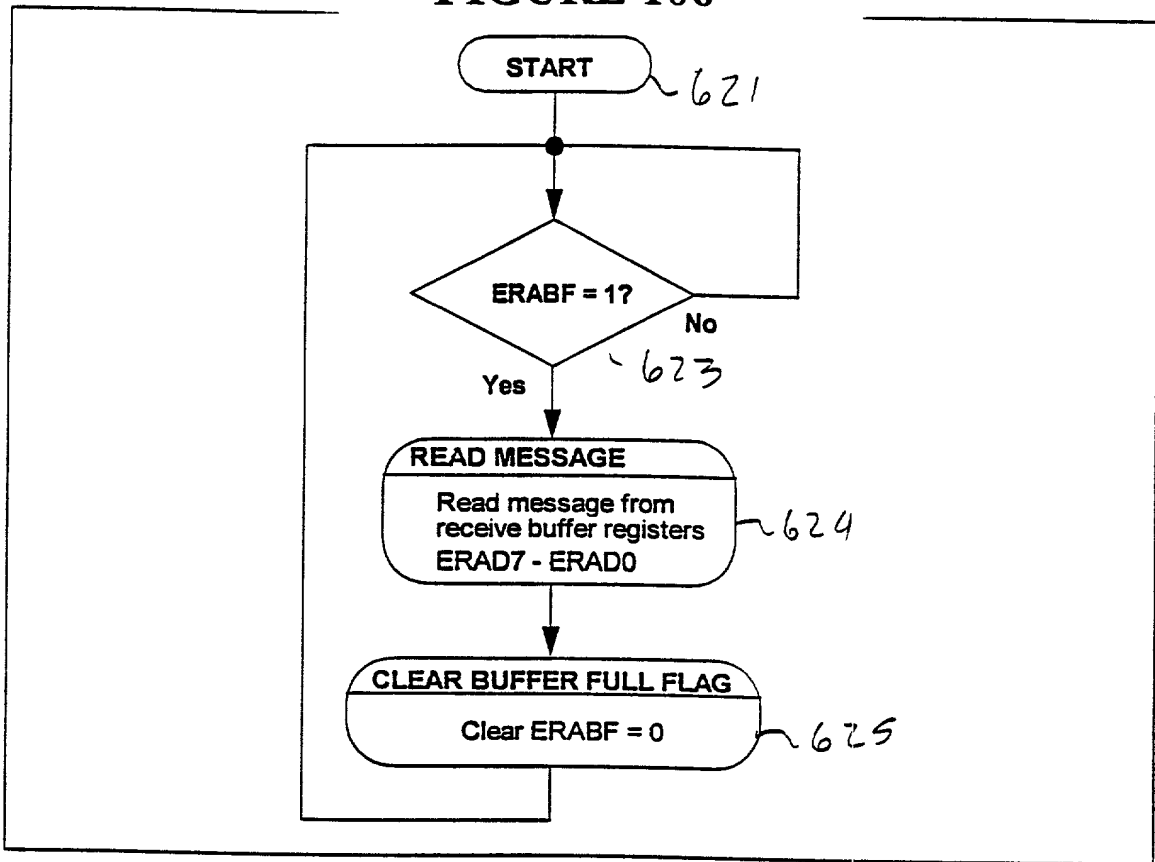 START
621
ERABF = 1?
No
623
Yes
READ MESSAGE
Read message from
receive buffer registers
ERAD7 - ERAD0
624
CLEAR BUFFER FULL FLAG
Clear ERABF = 0
625